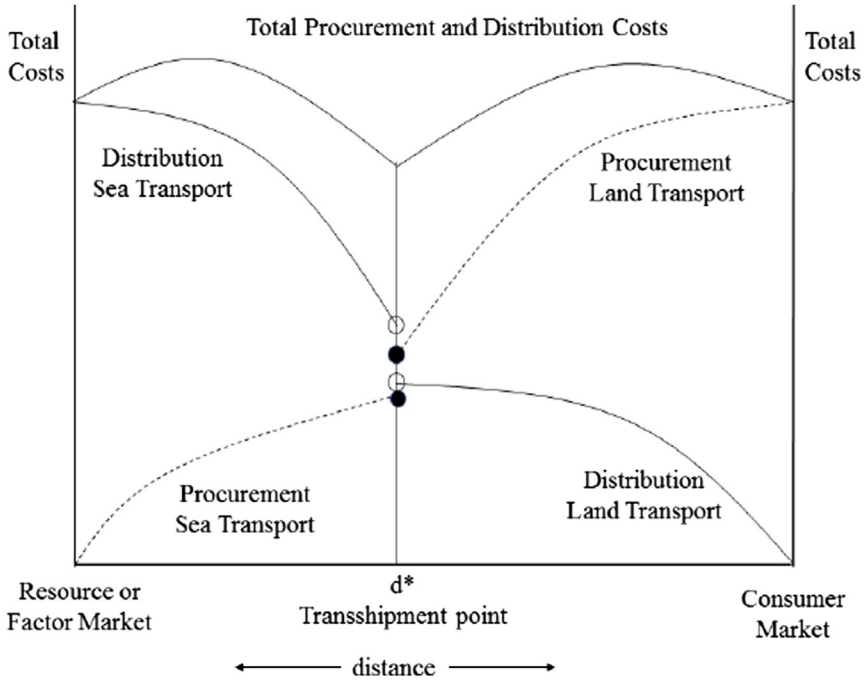 Total Procurement and Distribution Costs
Total
Costs
Total
Costs
Distribution
Sea Transport
Procurement
Land Transport
Procurement
Sea Transport
Distribution
Land Transport
Resource or
Factor Market
d*
Transshipment point
Consumer
Market
distance